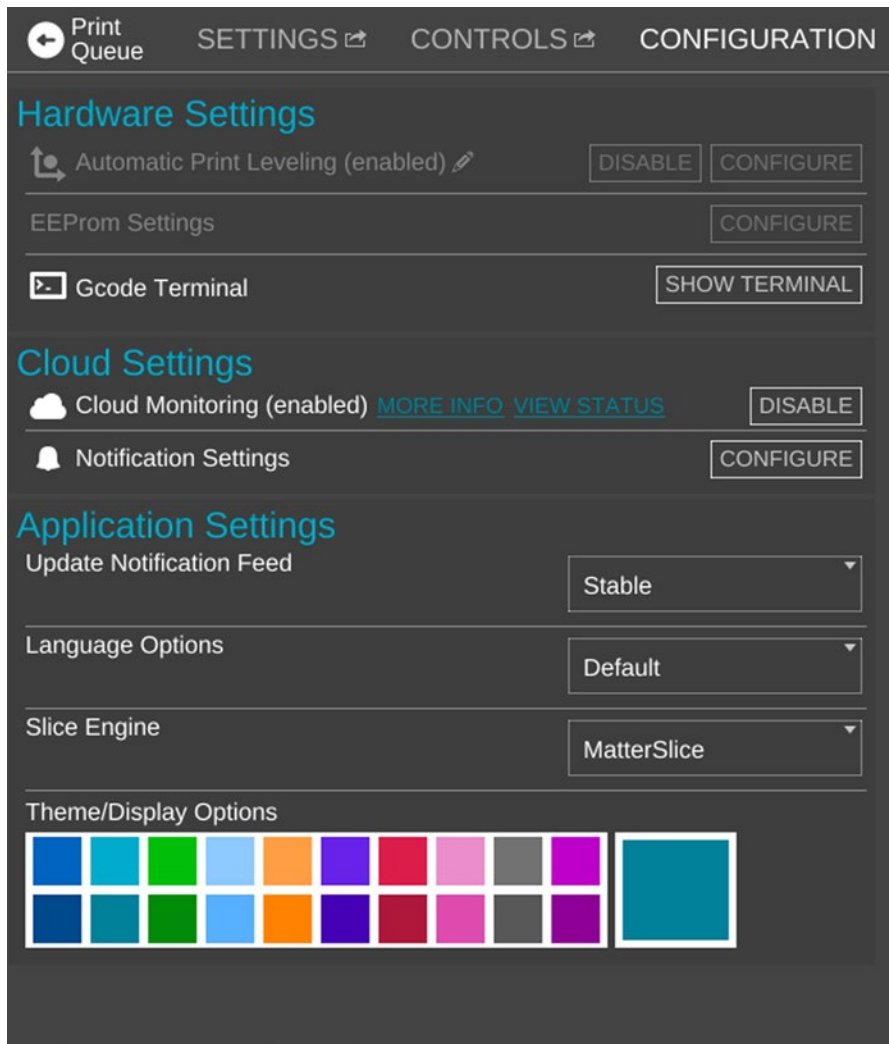 Print
Queue
SETTINGS
CONTROLS
CONFIGURATION
Hardware Settings
Automatic Print Leveling (enabled)
DISABLE
CONFIGURE
EEProm Settings
CONFIGURE
Gcode Terminal
SHOW TERMINAL
Cloud Settings
Cloud Monitoring (enabled) MORE INFO VIEW STATUS
DISABLE
Notification Settings
CONFIGURE
Application Settings
Update Notification Feed
Stable
Language Options
Default
Slice Engine
MatterSlice
Theme/Display Options